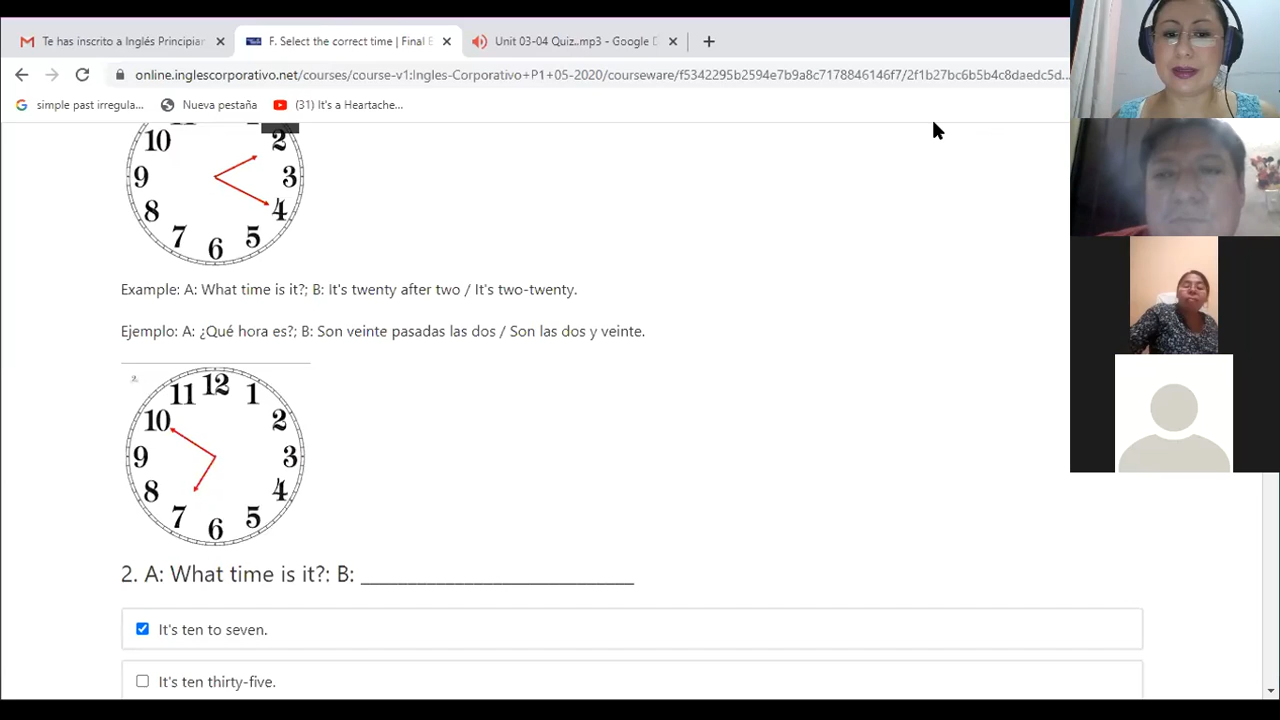 Te has inscrito a Inglés Principian
F. Select the correct time | Final E
Unit 03-04 Quiz..mp3 - Google D
online.inglescorporativo.net/courses/course-v1:Ingles-Corporativo+P1+05-2020/courseware/f5342295b2594e7b9a8c7178846146f7/2f1b27bc6b5b4c8daedc5d...
simple past irregula...
Nueva pestaña
(31) It's a Heartache...
10
2
9
3
8
4
7
5
6
Example: A: What time is it?; B: It's twenty after two / It's two-twenty.
Ejemplo: A: ¿Qué hora es?; B: Son veinte pasadas las dos / Son las dos y veinte.
2.
11 12 1
10
2
9
3
8
4
7
5
6
2. A: What time is it?: B: ___________________________
It's ten to seven.
It's ten thirty-five.